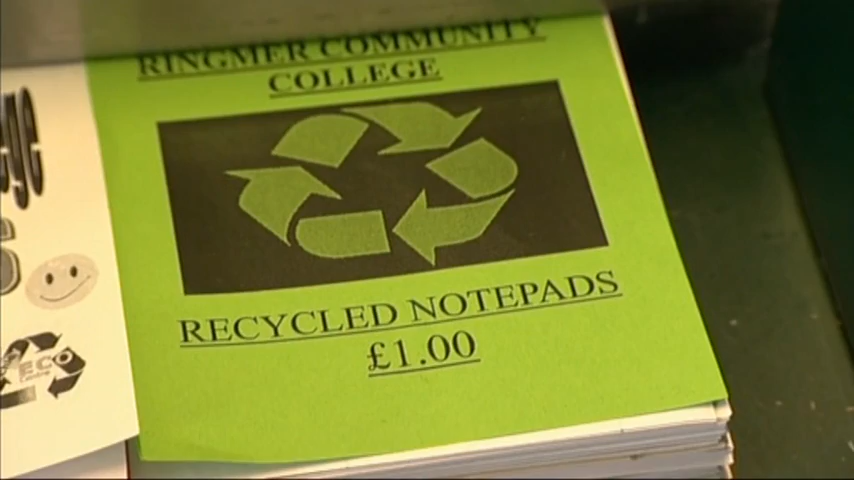 RINGMER COMMUNITY
COLLEGE
RECYCLED NOTEPADS
£1.00
ECO